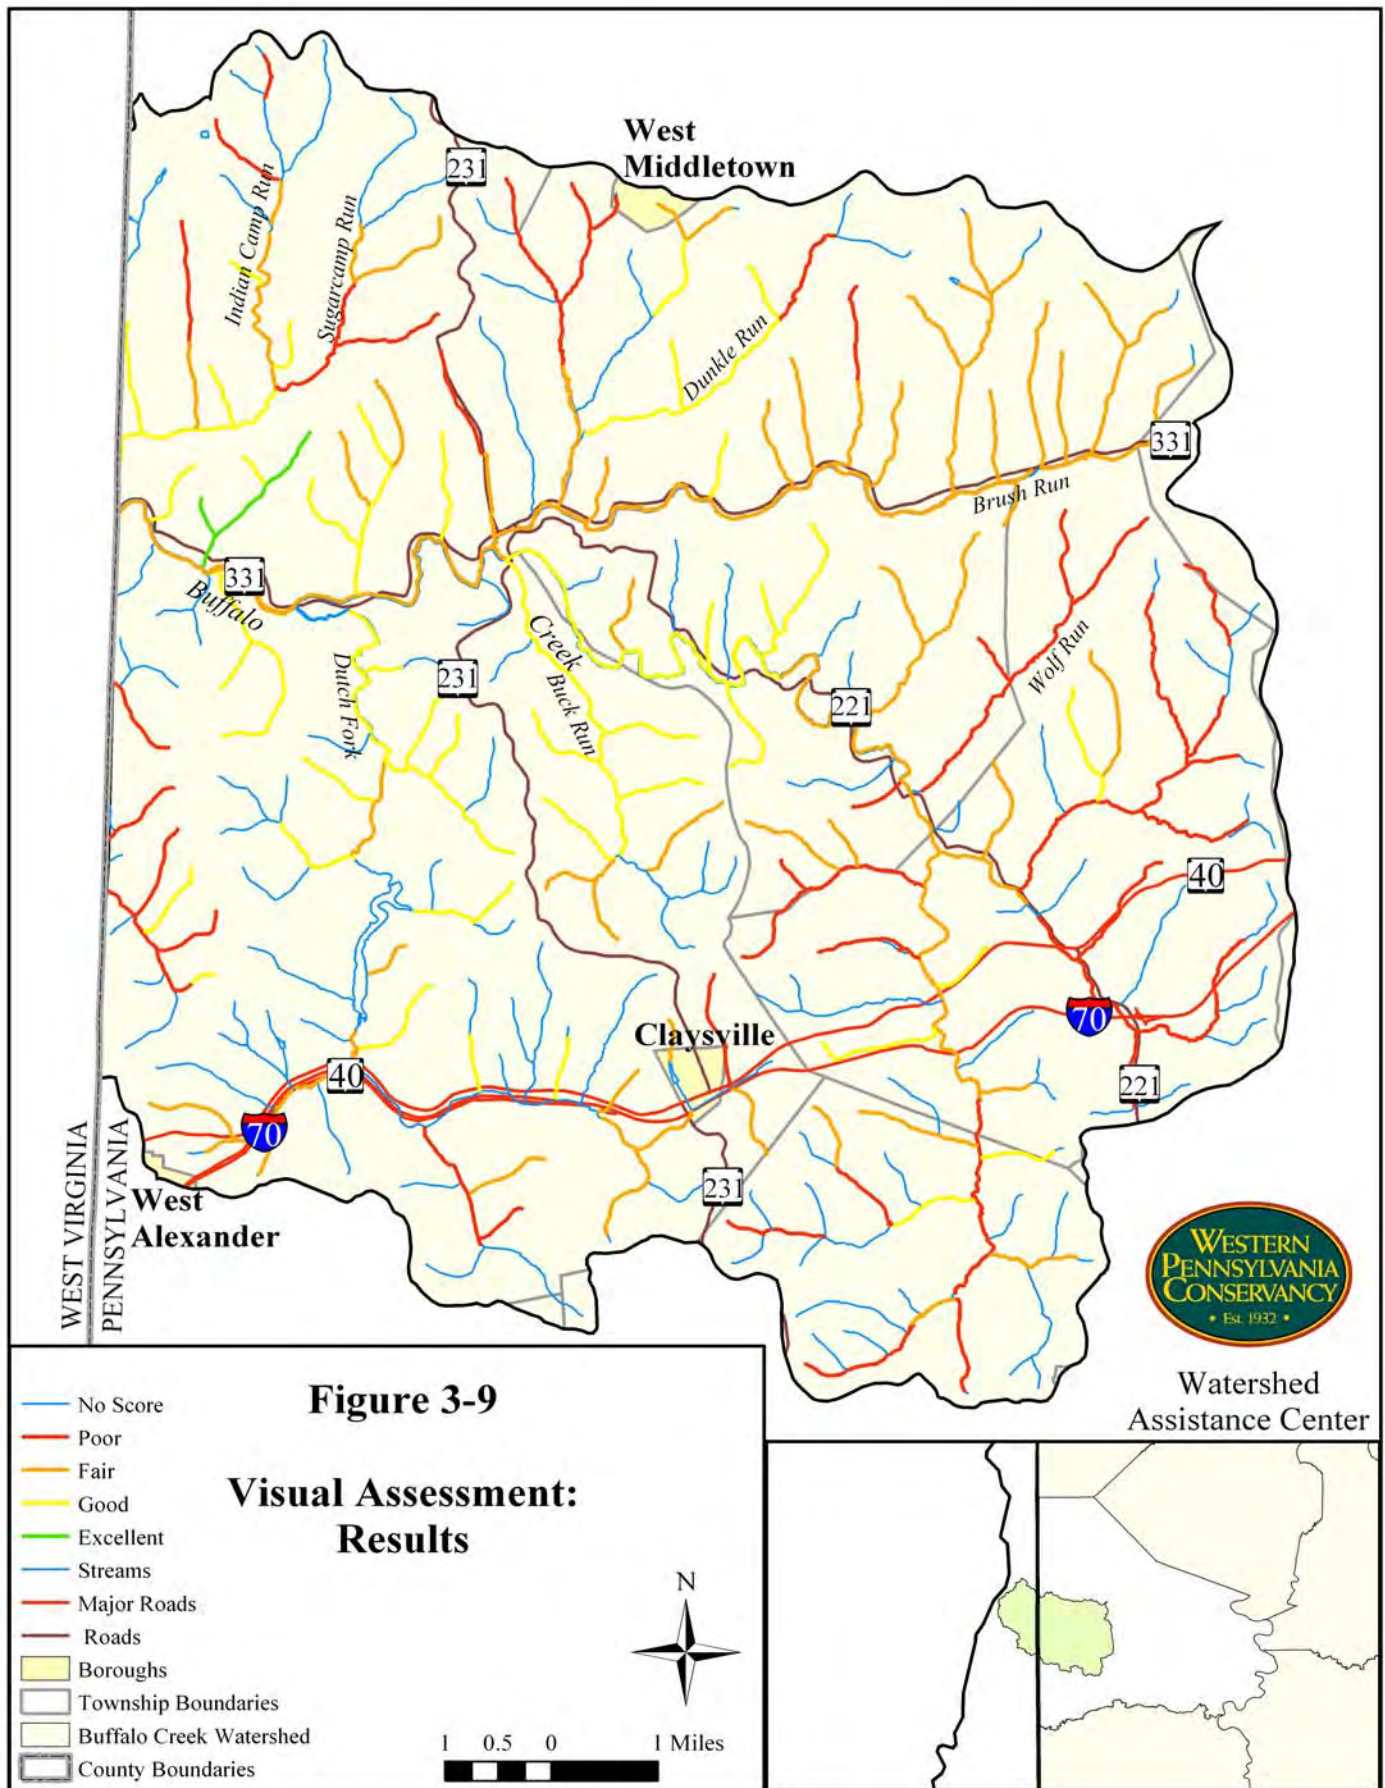 West
Middletown
231
Indian Camp Run
Sugarcamp Run
Dunkle Run
331
Brush Run
331
Buffalo
Creek
Wolf Run
Dutch Fork
231
Buck Run
221
40
70
Claysville
40
221
70
WEST VIRGINIA
PENNSYLVANIA
231
West
Alexander
WESTERN
PENNSYLVANIA
CONSERVANCY
• Est. 1932 •
Watershed
Assistance Center
Figure 3-9
Visual Assessment:
Results
No Score
Poor
Fair
Good
Excellent
Streams
Major Roads
Roads
Boroughs
Township Boundaries
Buffalo Creek Watershed
County Boundaries
N
1 0.5 0 1 Miles